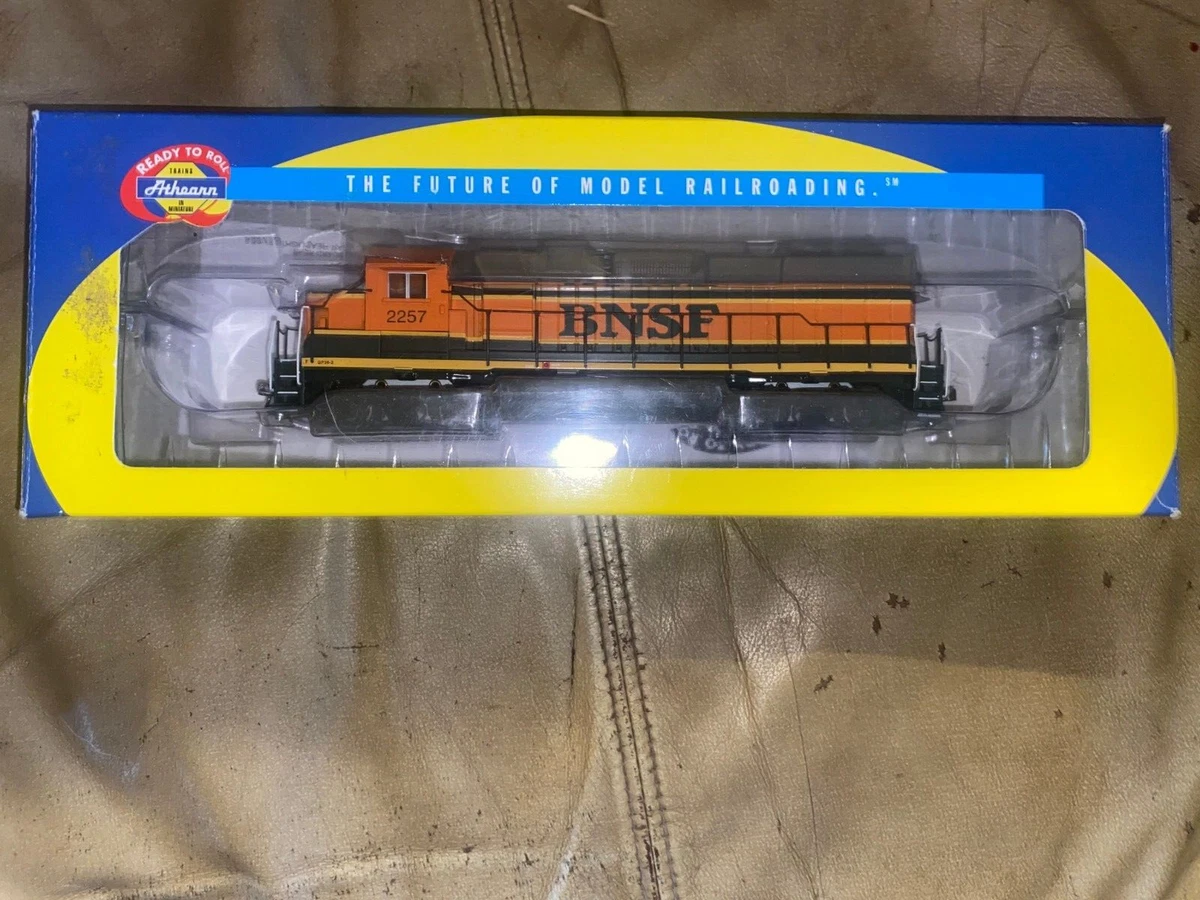 READY TO ROLL
TRAINS
Athearn
IN
MINIATURE
THE FUTURE OF MODEL RAILROADING.SM
2257
BNSF